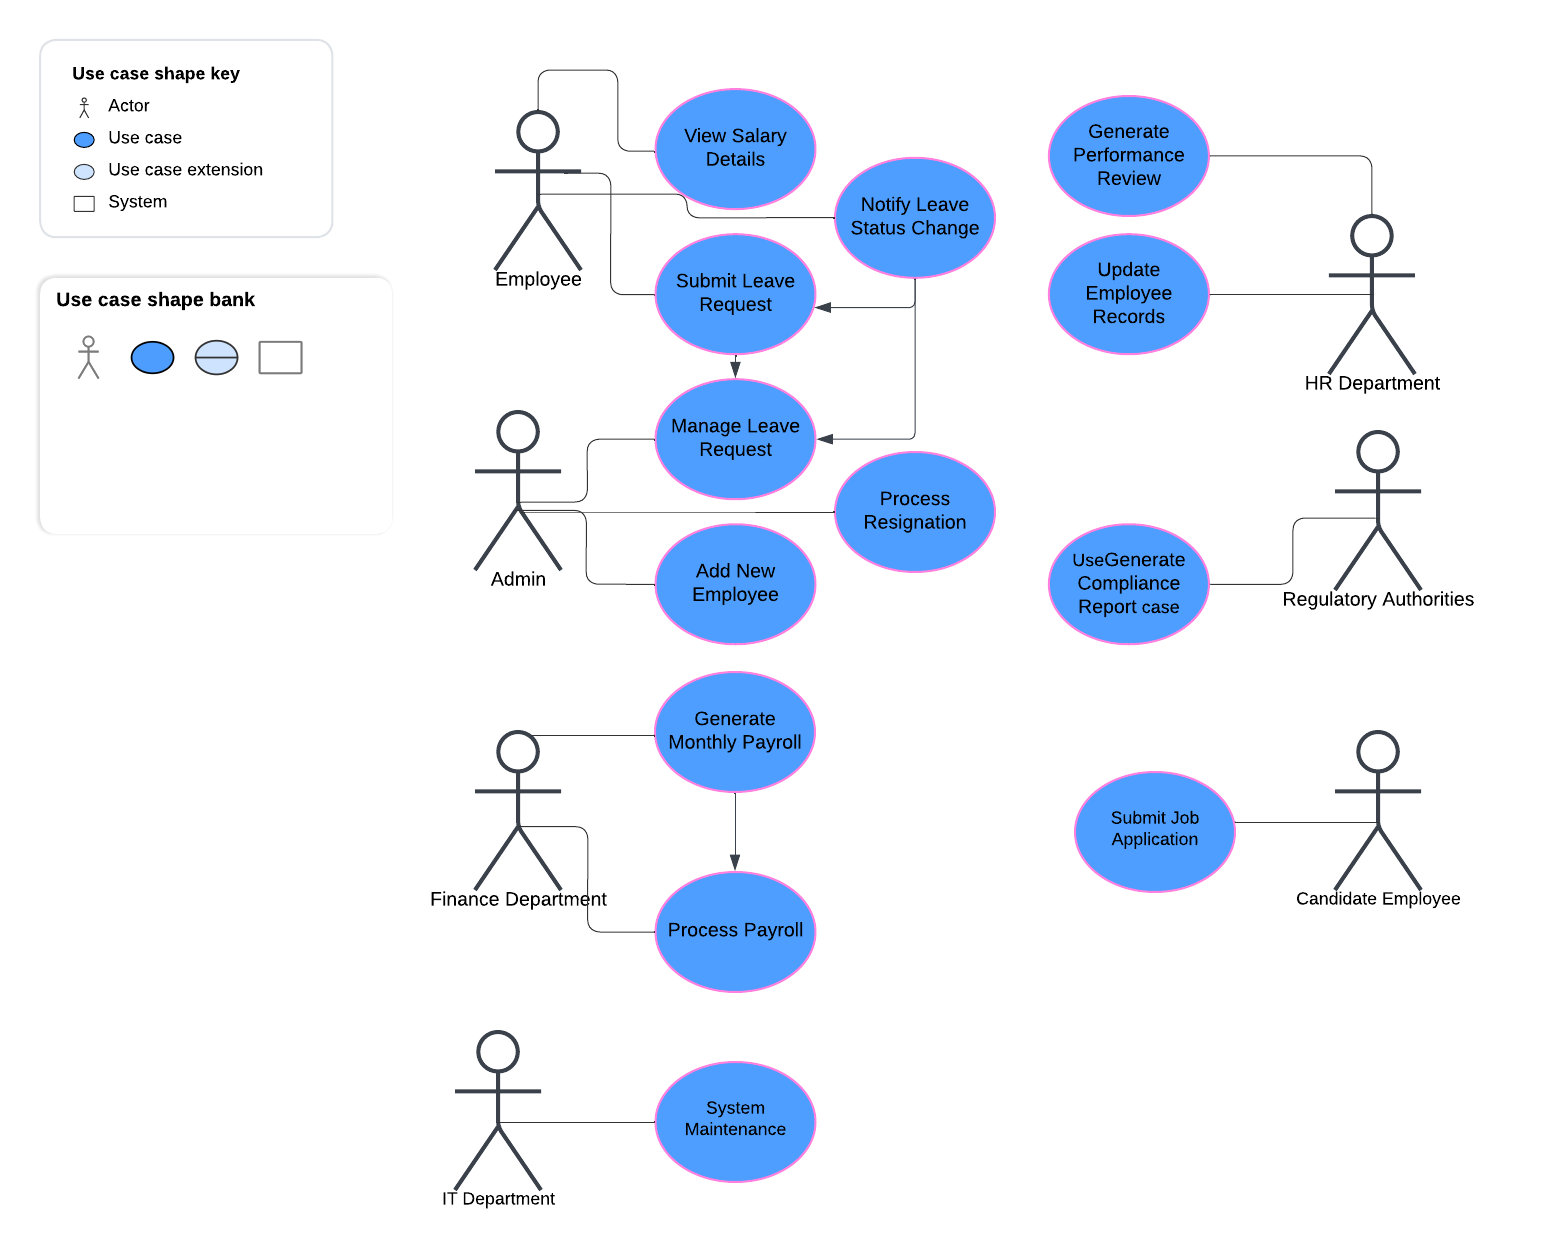 Use case shape key
Actor
Use case
Use case extension
System
Use case shape bank
View Salary
Details
Notify Leave
Status Change
Employee
Submit Leave
Request
Manage Leave
Request
Process
Resignation
Admin
Add New
Employee
Generate
Monthly Payroll
Finance Department
Process Payroll
System
Maintenance
IT Department
Generate
Performance
Review
Update
Employee
Records
HR Department
UseGenerate
Compliance
Report case
Regulatory Authorities
Submit Job
Application
Candidate Employee